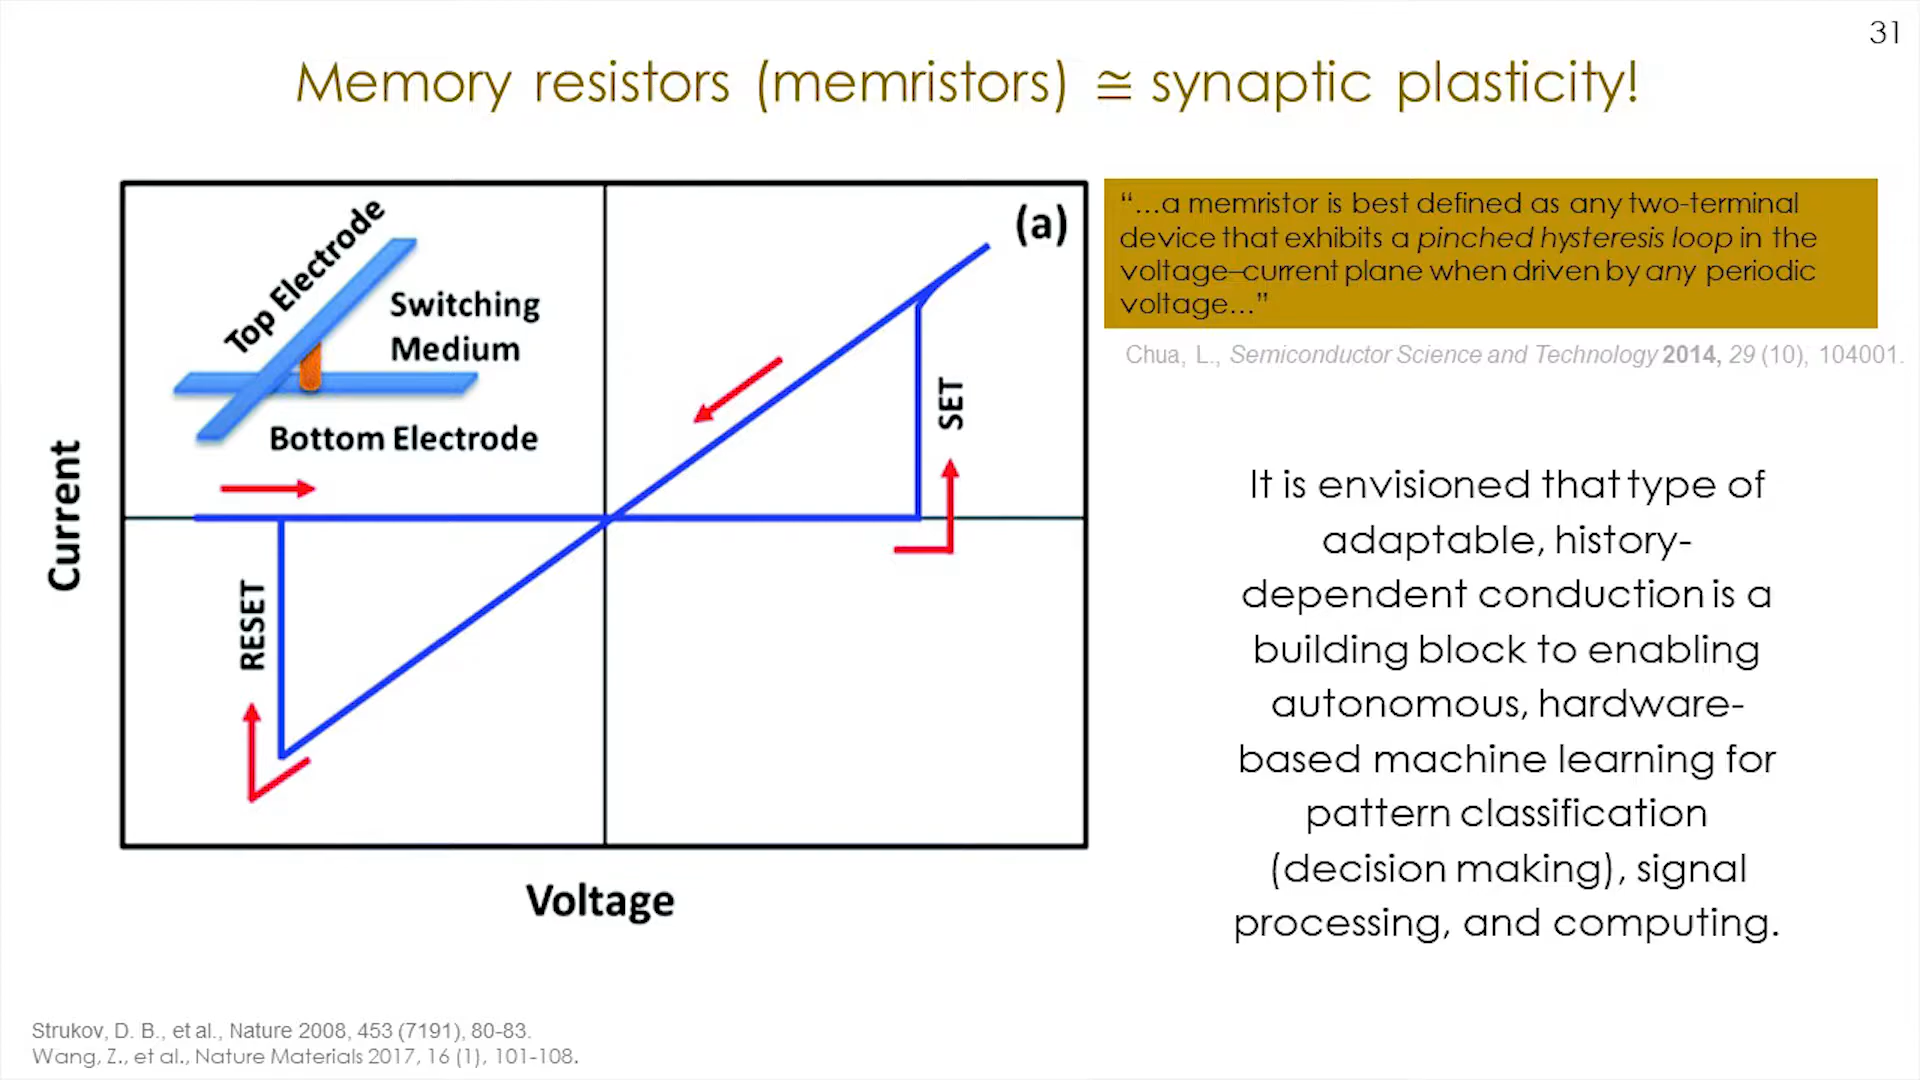 31
Memory resistors (memristors) ≅ synaptic plasticity!
(a)
Top Electrode
Switching
Medium
Bottom Electrode
SET
RESET
Current
Voltage
“...a memristor is best defined as any two-terminal
device that exhibits a pinched hysteresis loop in the
voltage–current plane when driven by any periodic
voltage...”
Chua, L., Semiconductor Science and Technology 2014, 29 (10), 104001.
It is envisioned that type of
adaptable, history-
dependent conduction is a
building block to enabling
autonomous, hardware-
based machine learning for
pattern classification
(decision making), signal
processing, and computing.
Strukov, D. B., et al., Nature 2008, 453 (7191), 80-83.
Wang, Z., et al., Nature Materials 2017, 16 (1), 101-108.